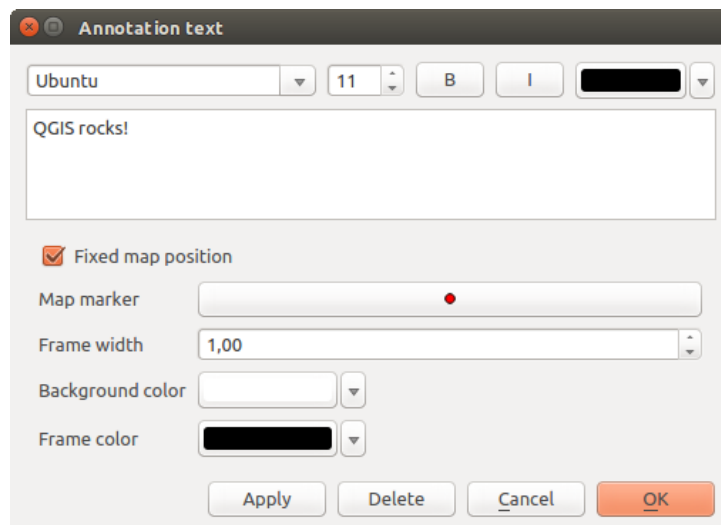 Annotation text
Ubuntu 11 B I
QGIS rocks!
Fixed map position
Map marker
Frame width 1,00
Background color
Frame color
Apply Delete Cancel OK